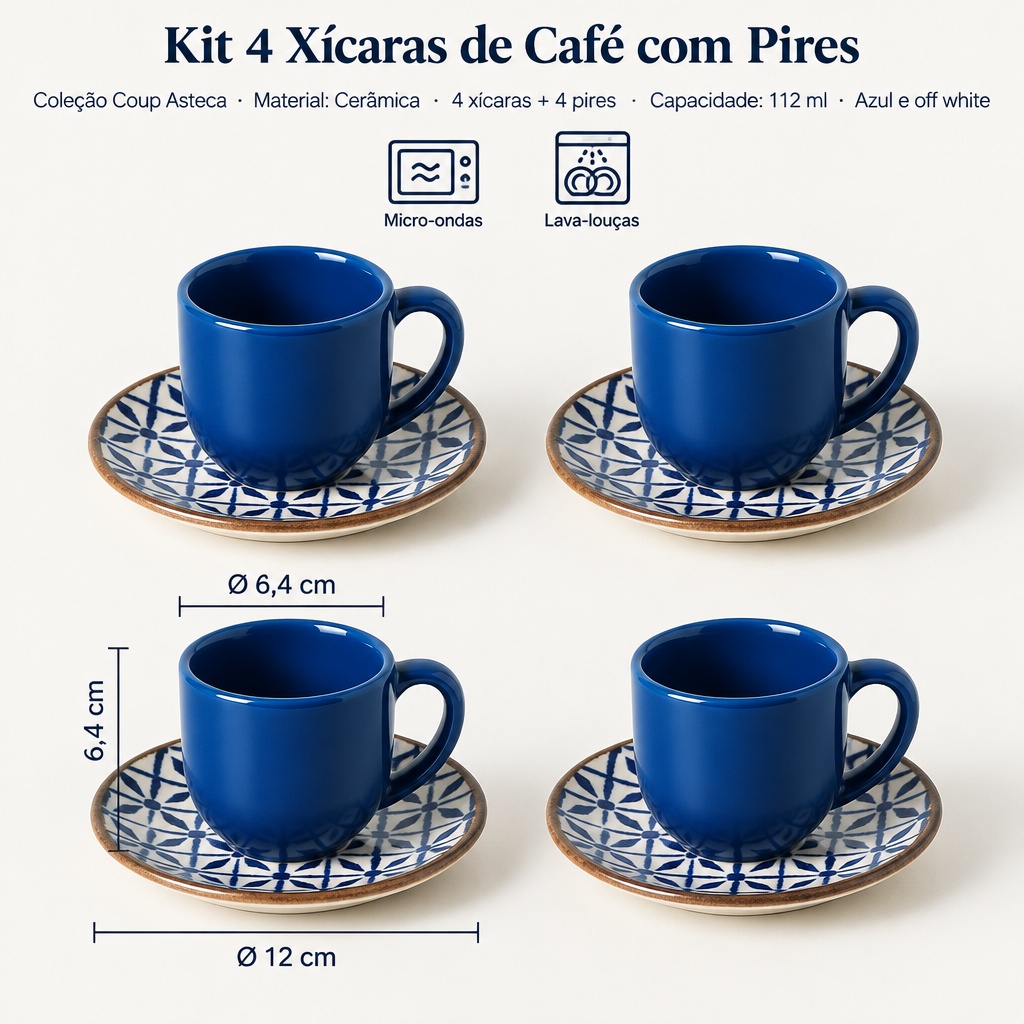 Kit 4 Xícaras de Café com Pires
Coleção Coup Asteca · Material: Cerâmica · 4 xícaras + 4 pires · Capacidade: 112 ml · Azul e off white
Micro-ondas
Lava-louças
Ø 6,4 cm
6,4 cm
Ø 12 cm